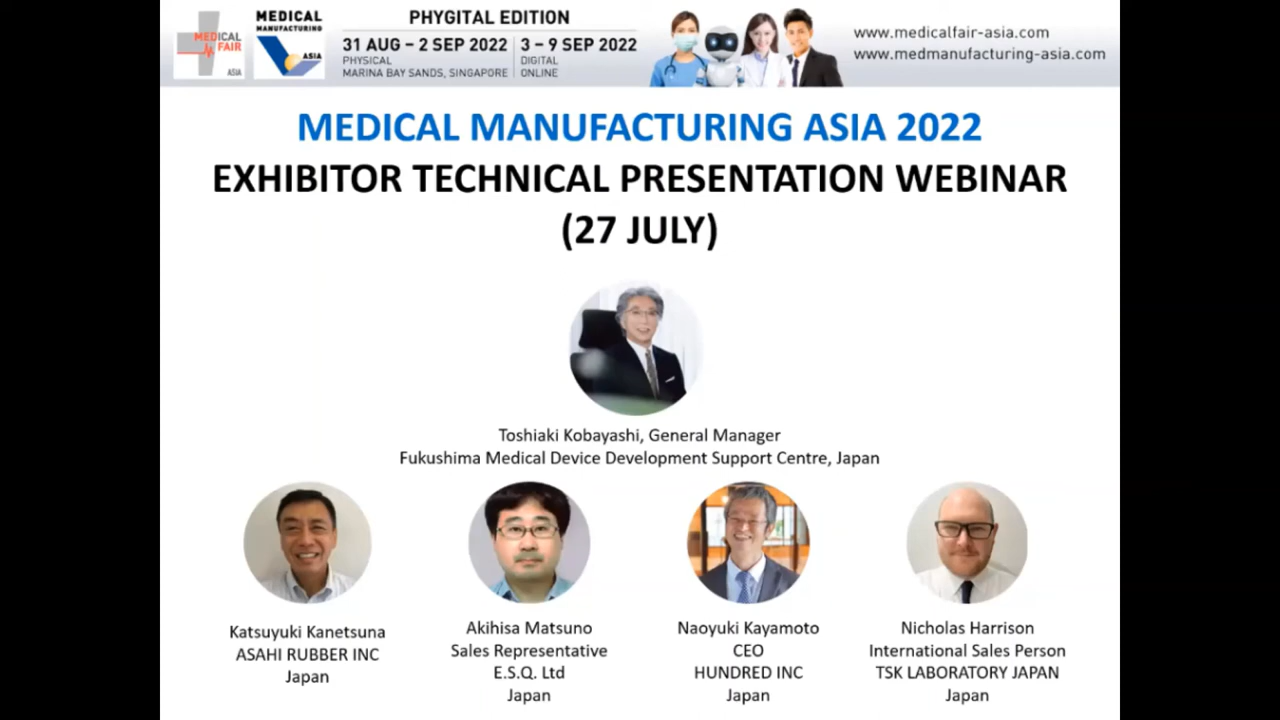 MEDICAL FAIR ASIA
MEDICAL MANUFACTURING ASIA
PHYGITAL EDITION
31 AUG – 2 SEP 2022
PHYSICAL
MARINA BAY SANDS, SINGAPORE
3 – 9 SEP 2022
DIGITAL
ONLINE
www.medicalfair-asia.com
www.medmanufacturing-asia.com
MEDICAL MANUFACTURING ASIA 2022
EXHIBITOR TECHNICAL PRESENTATION WEBINAR
(27 JULY)
Toshiaki Kobayashi, General Manager
Fukushima Medical Device Development Support Centre, Japan
Katsuyuki Kanetsuna
ASAHI RUBBER INC
Japan
Akihisa Matsuno
Sales Representative
E.S.Q. Ltd
Japan
Naoyuki Kayamoto
CEO
HUNDRED INC
Japan
Nicholas Harrison
International Sales Person
TSK LABORATORY JAPAN
Japan